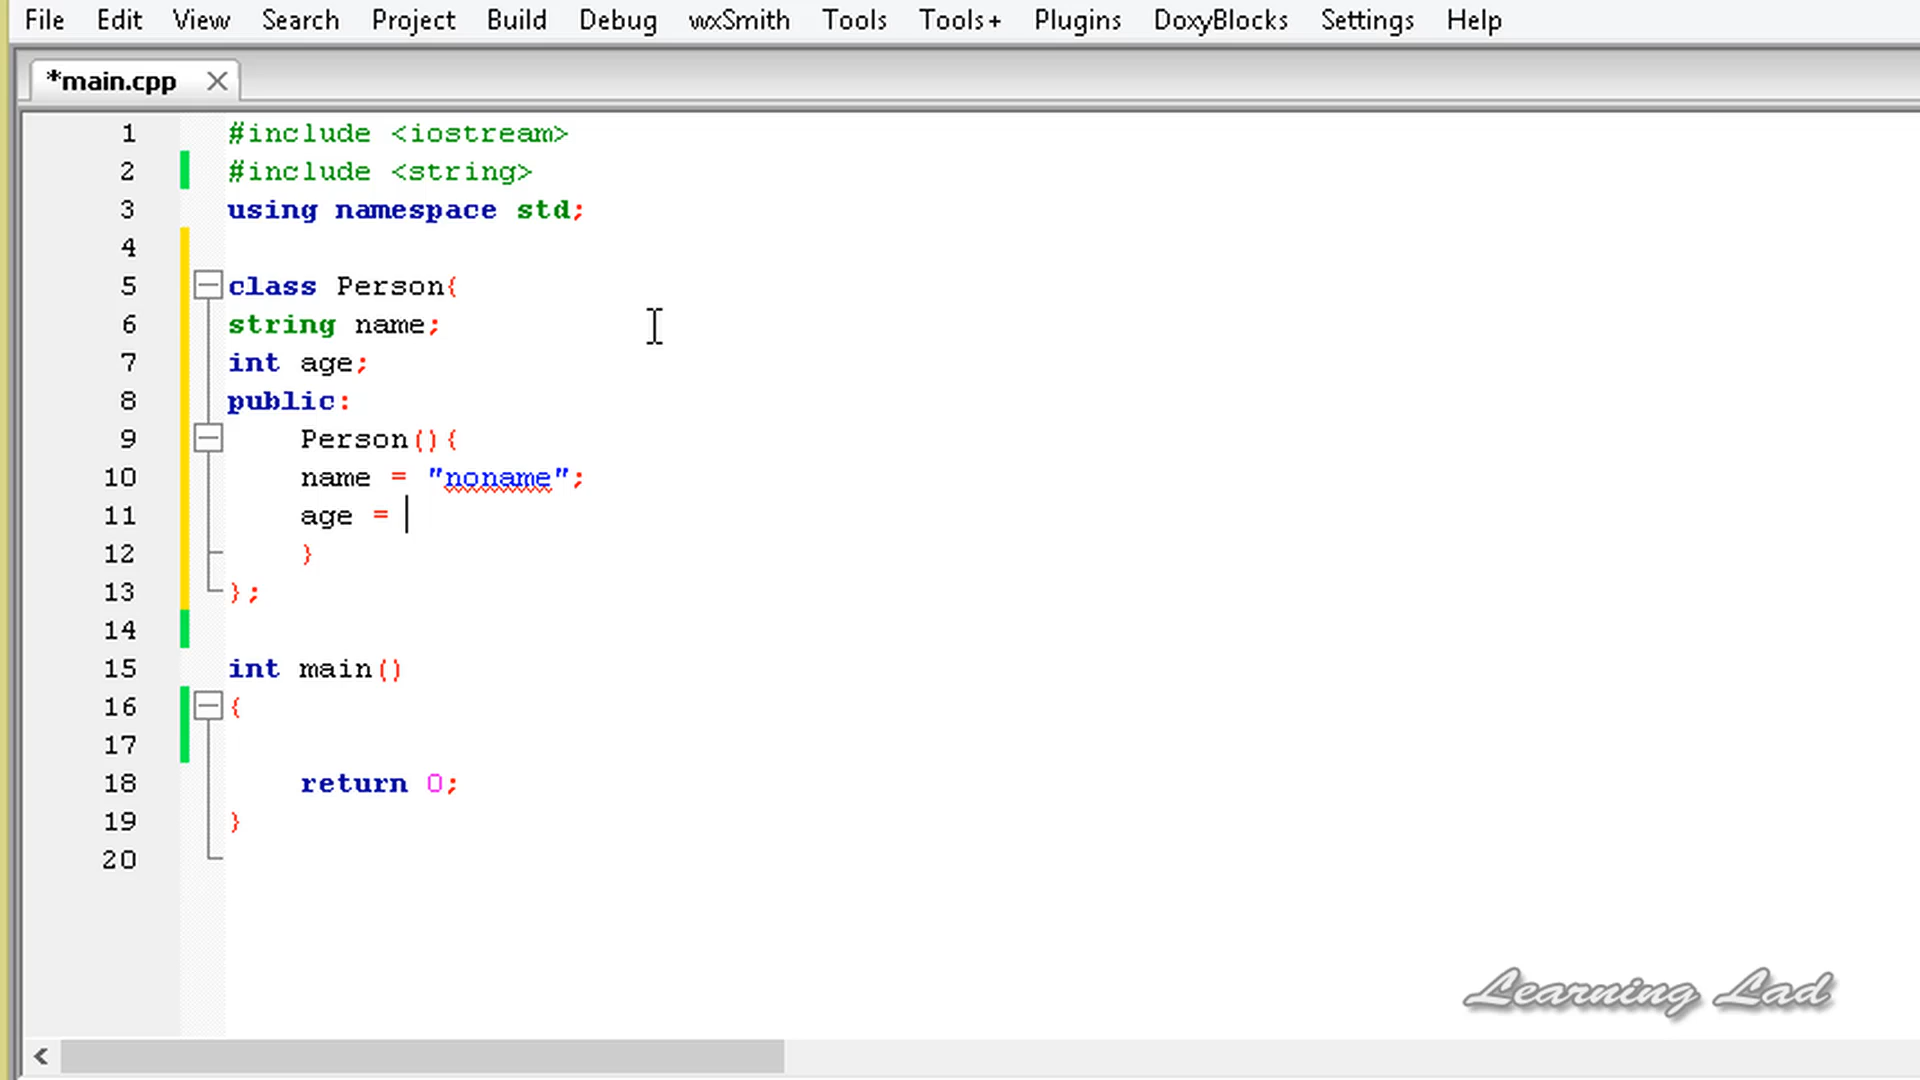 File Edit View Search Project Build Debug wxSmith Tools Tools+ Plugins DoxyBlocks Settings Help
*main.cpp
1 #include <iostream>
2 #include <string>
3 using namespace std;
4
5 class Person{
6 string name;
7 int age;
8 public:
9 Person(){
10 name = "noname";
11 age =
12 }
13 };
14
15 int main()
16 {
17
18 return 0;
19 }
20
Learning Lad